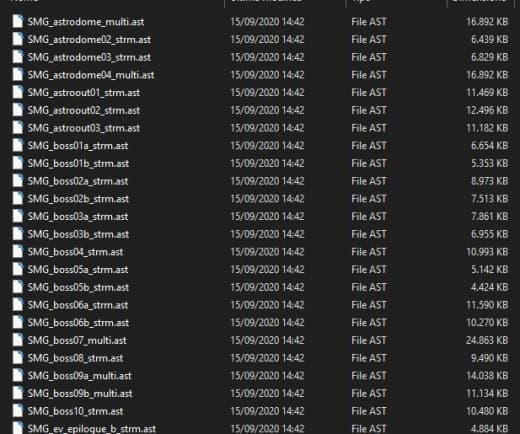 SMG_astrodome_multi.ast 15/09/2020 14:42 File AST 16.892 KB
SMG_astrodome02_strm.ast 15/09/2020 14:42 File AST 6.439 KB
SMG_astrodome03_strm.ast 15/09/2020 14:42 File AST 6.829 KB
SMG_astrodome04_multi.ast 15/09/2020 14:42 File AST 16.892 KB
SMG_astroout01_strm.ast 15/09/2020 14:42 File AST 11.469 KB
SMG_astroout02_strm.ast 15/09/2020 14:42 File AST 12.496 KB
SMG_astroout03_strm.ast 15/09/2020 14:42 File AST 11.182 KB
SMG_boss01a_strm.ast 15/09/2020 14:42 File AST 6.654 KB
SMG_boss01b_strm.ast 15/09/2020 14:42 File AST 5.353 KB
SMG_boss02a_strm.ast 15/09/2020 14:42 File AST 8.973 KB
SMG_boss02b_strm.ast 15/09/2020 14:42 File AST 7.513 KB
SMG_boss03a_strm.ast 15/09/2020 14:42 File AST 7.861 KB
SMG_boss03b_strm.ast 15/09/2020 14:42 File AST 6.955 KB
SMG_boss04_strm.ast 15/09/2020 14:42 File AST 10.993 KB
SMG_boss05a_strm.ast 15/09/2020 14:42 File AST 5.142 KB
SMG_boss05b_strm.ast 15/09/2020 14:42 File AST 4.424 KB
SMG_boss06a_strm.ast 15/09/2020 14:42 File AST 11.590 KB
SMG_boss06b_strm.ast 15/09/2020 14:42 File AST 10.270 KB
SMG_boss07_multi.ast 15/09/2020 14:42 File AST 24.863 KB
SMG_boss08_strm.ast 15/09/2020 14:42 File AST 9.490 KB
SMG_boss09a_multi.ast 15/09/2020 14:42 File AST 14.038 KB
SMG_boss09b_multi.ast 15/09/2020 14:42 File AST 11.134 KB
SMG_boss10_strm.ast 15/09/2020 14:42 File AST 10.480 KB
SMG_ev_epilogue_b_strm.ast 15/09/2020 14:42 File AST 4.884 KB